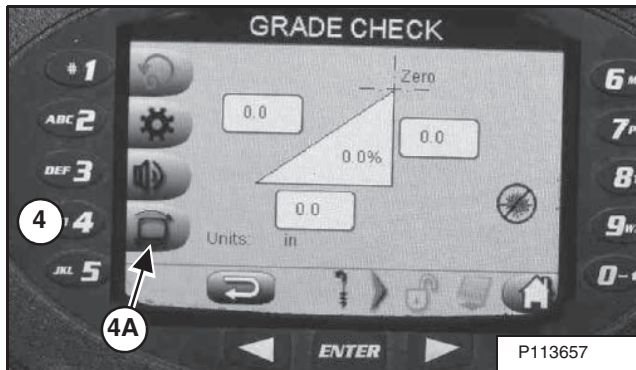 GRADE CHECK
#1
ABC 2
DEF 3
4
4
JKL 5
4A
Zero
0.0
0.0
0.0%
0.0
Units: in
6
7
8
9
0
ENTER
P113657